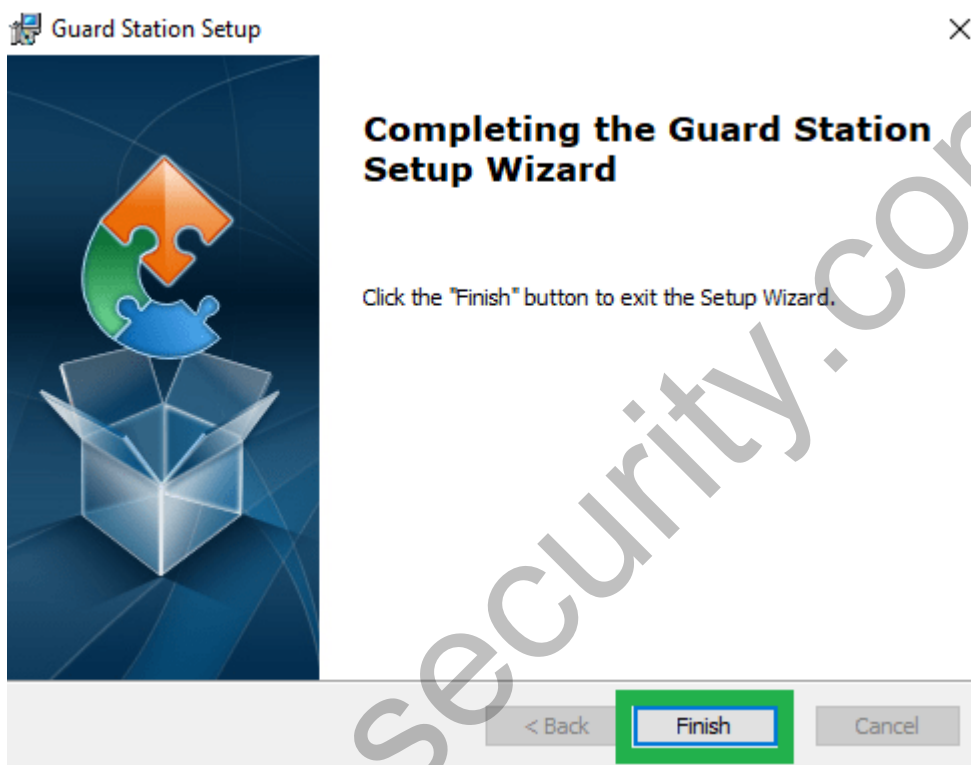 Guard Station Setup
Completing the Guard Station
Setup Wizard
Click the "Finish" button to exit the Setup Wizard.
security.com
< Back
Finish
Cancel